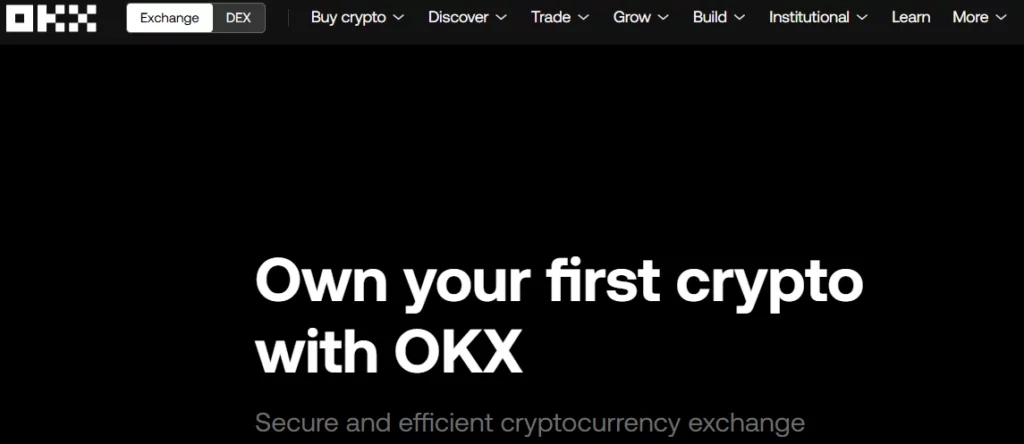 OKX Exchange DEX Buy crypto Discover Trade Grow Build Institutional Learn More
Own your first crypto
with OKX
Secure and efficient cryptocurrency exchange